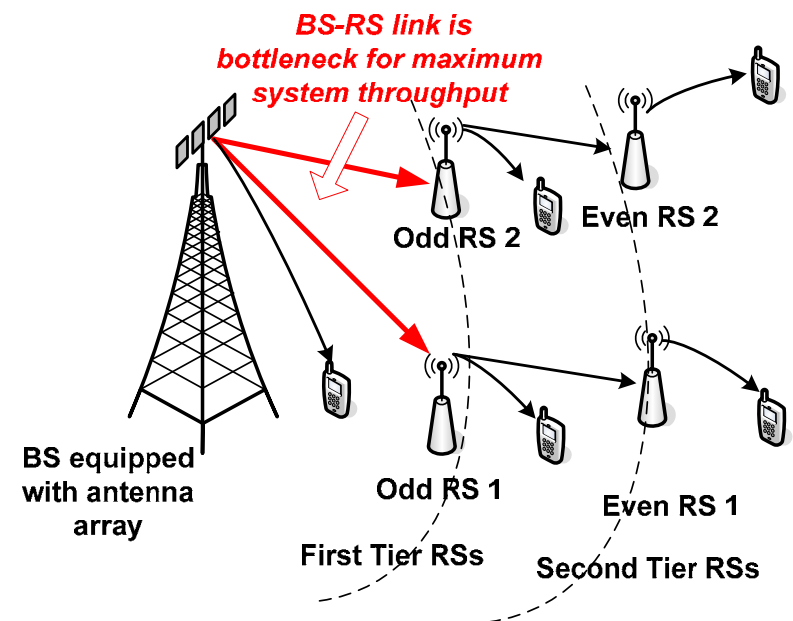 BS-RS link is
bottleneck for maximum
system throughput
Odd RS 2
Even RS 2
BS equipped
with antenna
array
Odd RS 1
Even RS 1
First Tier RSs
Second Tier RSs